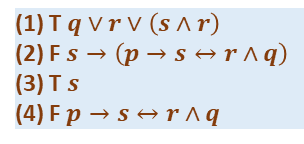 (1) T q ∨ r ∨ (s ∧ r)
(2) F s → (p → s ↔ r ∧ q)
(3) T s
(4) F p → s ↔ r ∧ q